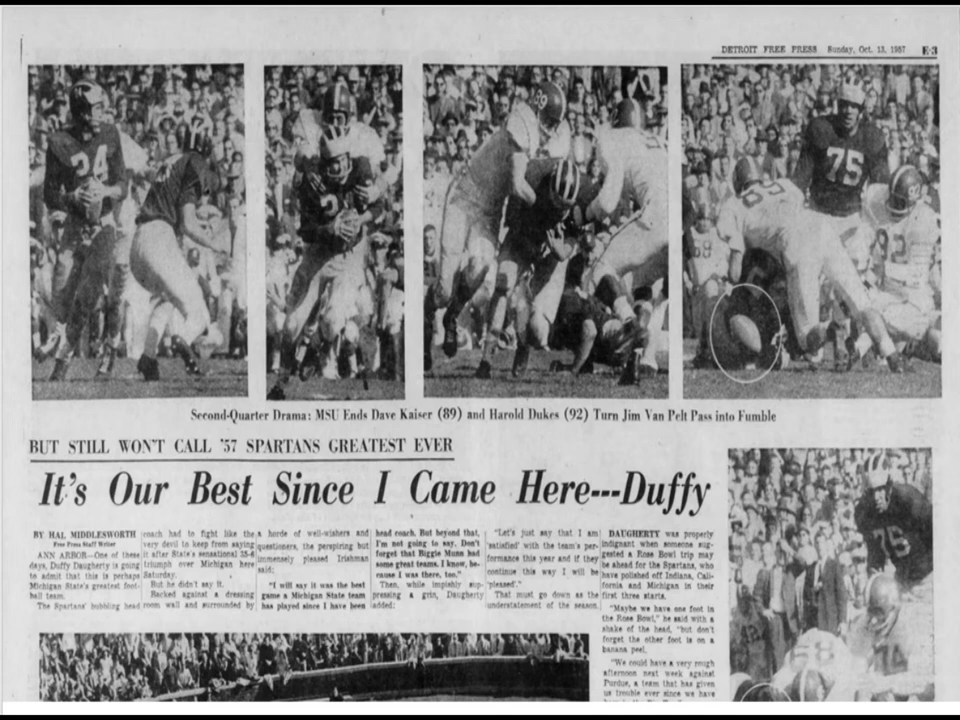 DETROIT FREE PRESS Sunday, Oct. 13, 1957 E-3
24
2
89
75
92
68
Second-Quarter Drama: MSU Ends Dave Kaiser (89) and Harold Dukes (92) Turn Jim Van Pelt Pass into Fumble
BUT STILL WON'T CALL '57 SPARTANS GREATEST EVER
It's Our Best Since I Came Here---Duffy
BY HAL MIDDLESWORTH
Free Press Staff Writer
ANN ARBOR—One of these
days, Duffy Daugherty is going
to admit that this is perhaps
Michigan State's greatest foot-
ball team.
The Spartans' bubbling head
coach had to fight like the
very devil to keep from saying
it after State's sensational 35-6
triumph over Michigan here
Saturday.
But he didn't say it.
Backed against a dressing
room wall and surrounded by
a horde of well-wishers and
questioners, the perspiring but
immensely pleased Irishman
said:
"I will say it was the best
game a Michigan State team
has played since I have been
head coach. But beyond that,
I'm not going to say. Don't
forget that Biggie Munn had
some great teams. I know, be-
cause I was there, too."
Then, while impishly sup-
pressing a grin, Daugherty
added:
"Let's just say that I am
'satisfied' with the team's per-
formance this year and if they
continue this way I will be
'pleased'."
That must go down as the
understatement of the season.
DAUGHERTY was properly
indignant when someone sug-
gested a Rose Bowl trip may
be ahead for the Spartans, who
have polished off Indiana, Cali-
fornia and Michigan in their
first three starts.
"Maybe we have one foot in
the Rose Bowl," he said with a
shake of the head, "but don't
forget the other foot is on a
banana peel.
"We could have a very rough
afternoon next week against
Purdue, a team that has given
us trouble ever since we have
75